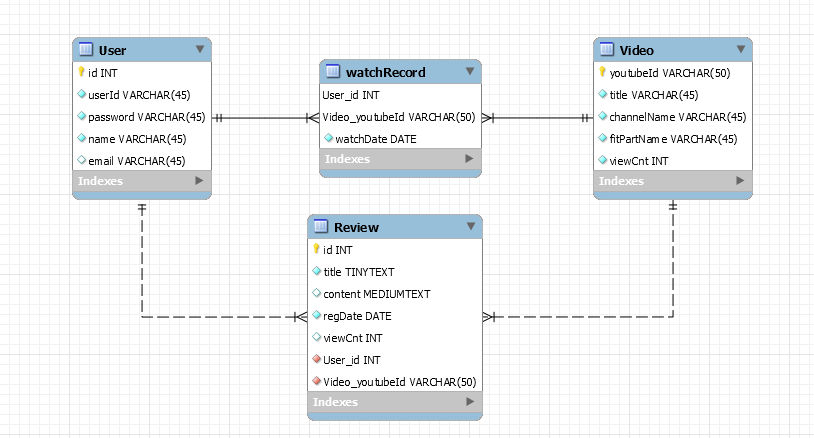 User
id INT
userId VARCHAR(45)
password VARCHAR(45)
name VARCHAR(45)
email VARCHAR(45)
Indexes
watchRecord
User_id INT
Video_youtubeId VARCHAR(50)
watchDate DATE
Indexes
Video
youtubeId VARCHAR(50)
title VARCHAR(45)
channelName VARCHAR(45)
fitPartName VARCHAR(45)
viewCnt INT
Indexes
Review
id INT
title TINYTEXT
content MEDIUMTEXT
regDate DATE
viewCnt INT
User_id INT
Video_youtubeId VARCHAR(50)
Indexes